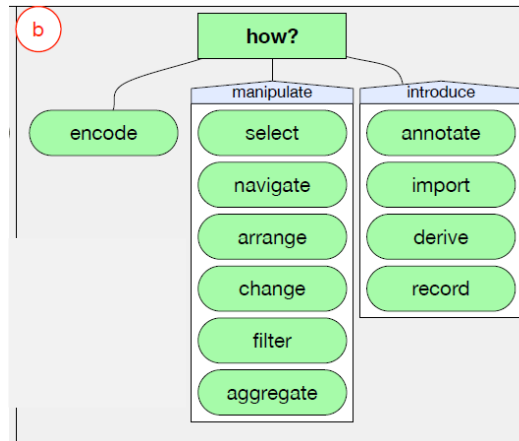 b
how?
encode
manipulate
select
navigate
arrange
change
filter
aggregate
introduce
annotate
import
derive
record